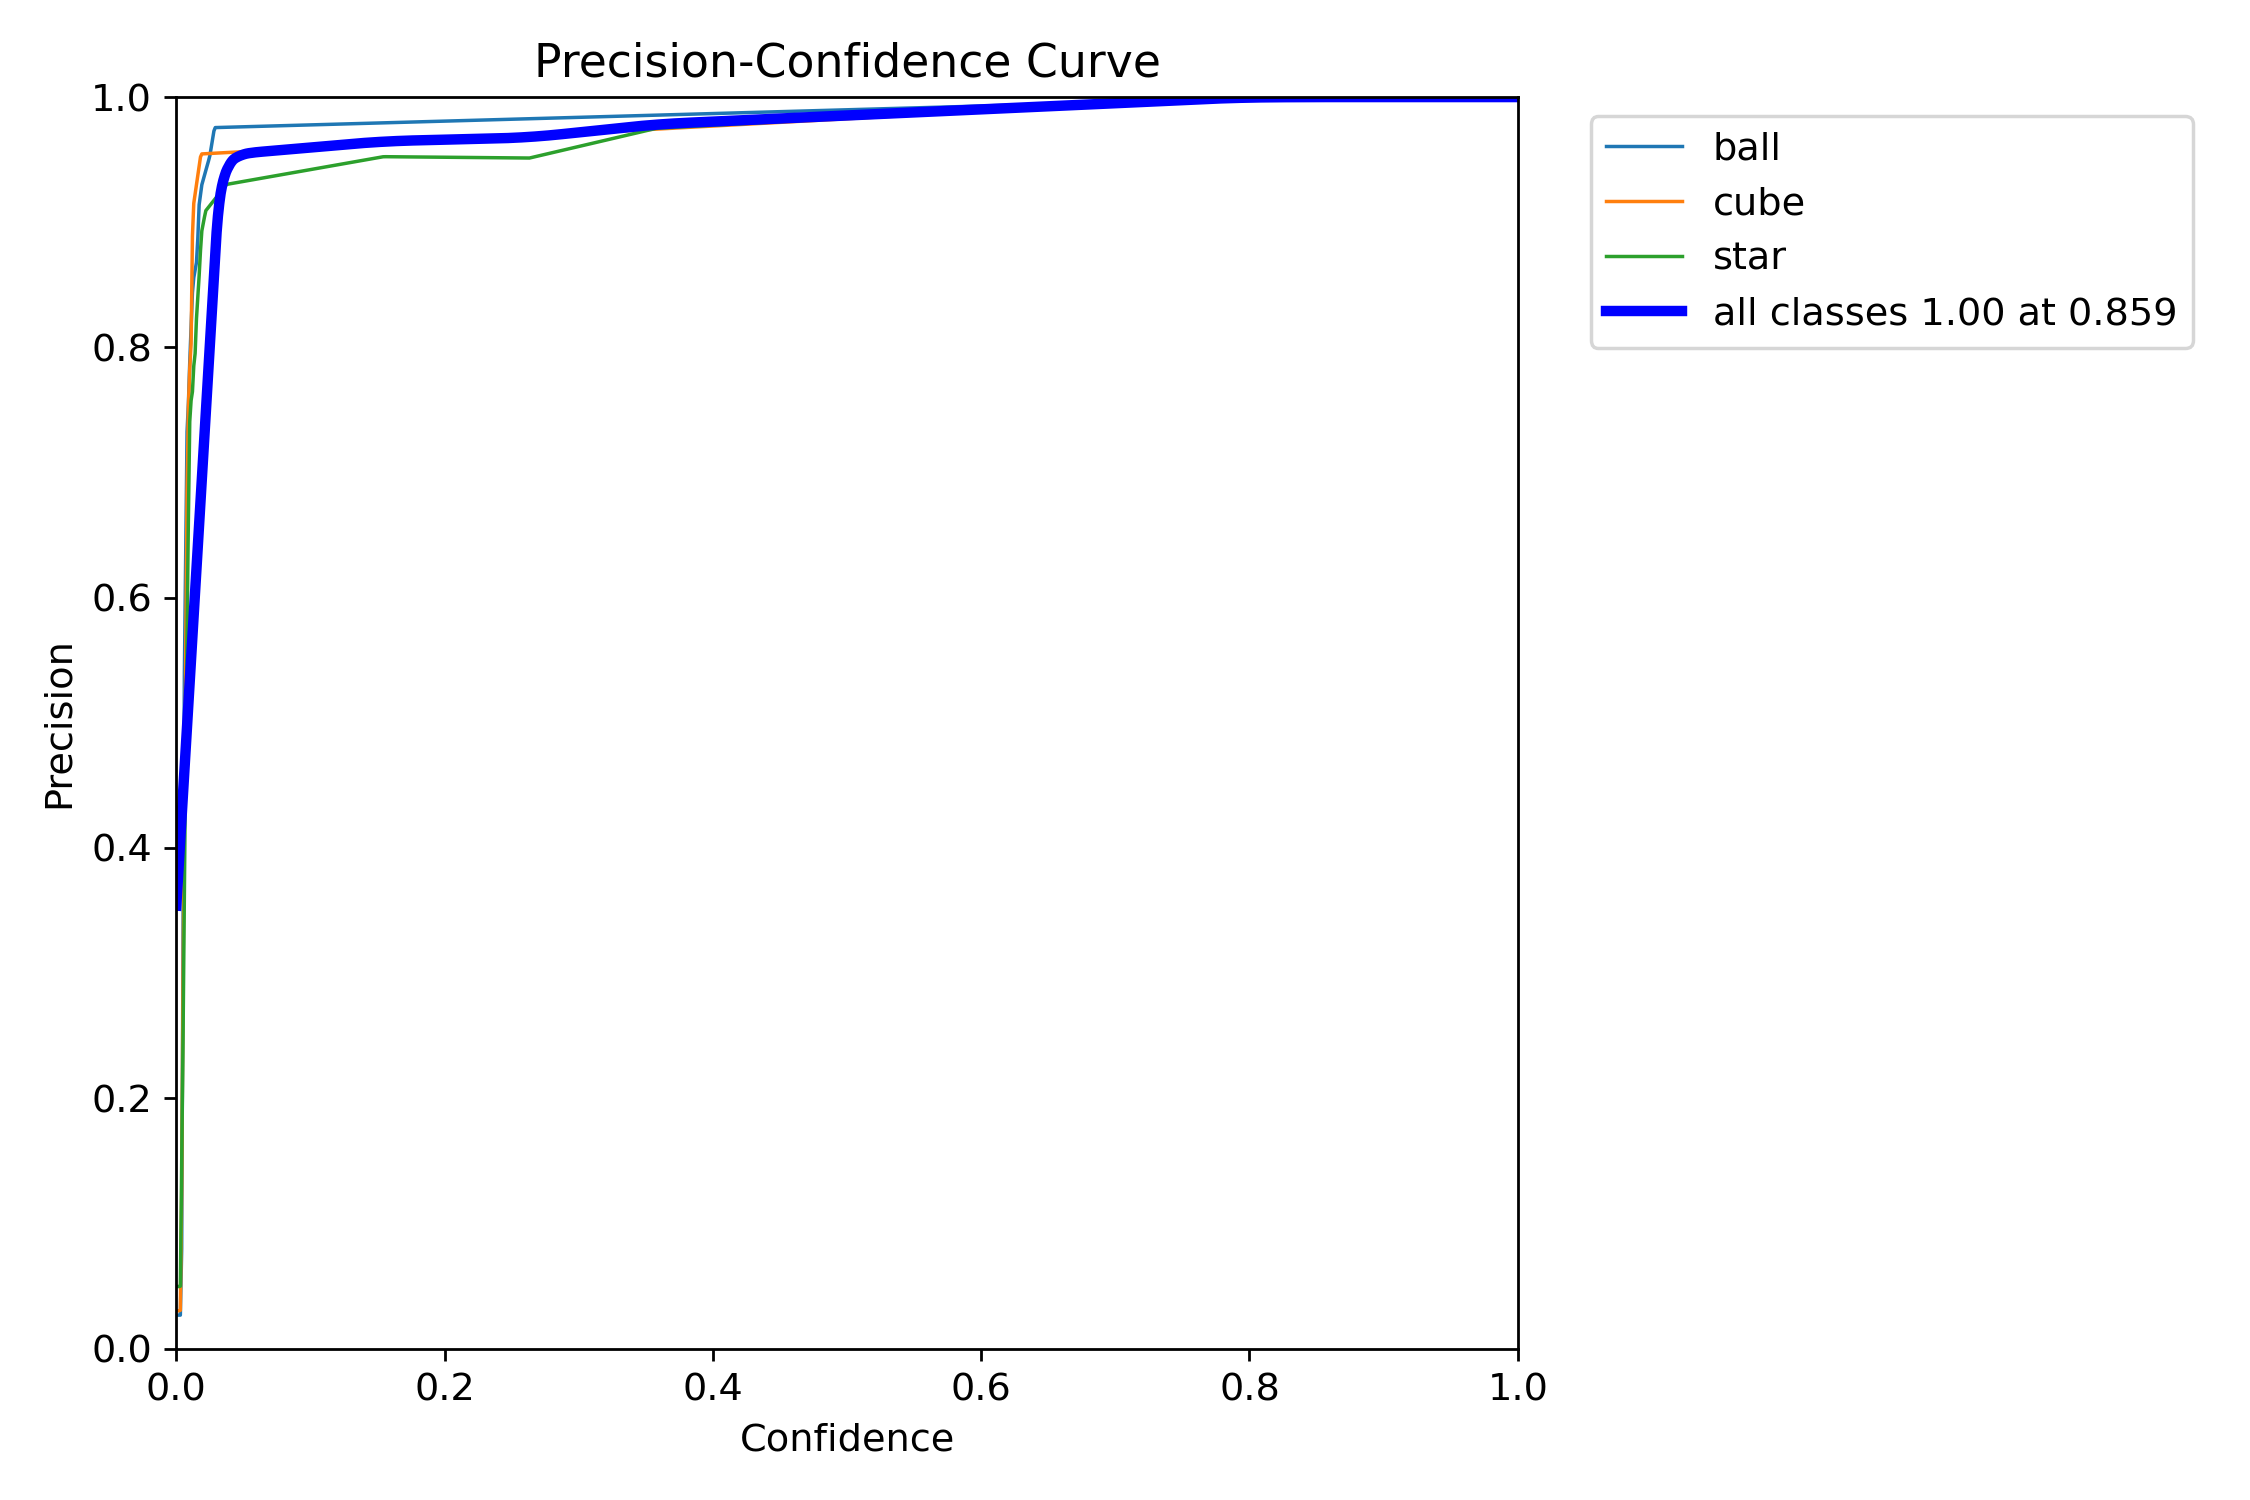 Precision-Confidence Curve
1.0
0.8
0.6
0.4
0.2
0.0
Precision
0.0 0.2 0.4 0.6 0.8 1.0
Confidence
ball
cube
star
all classes 1.00 at 0.859